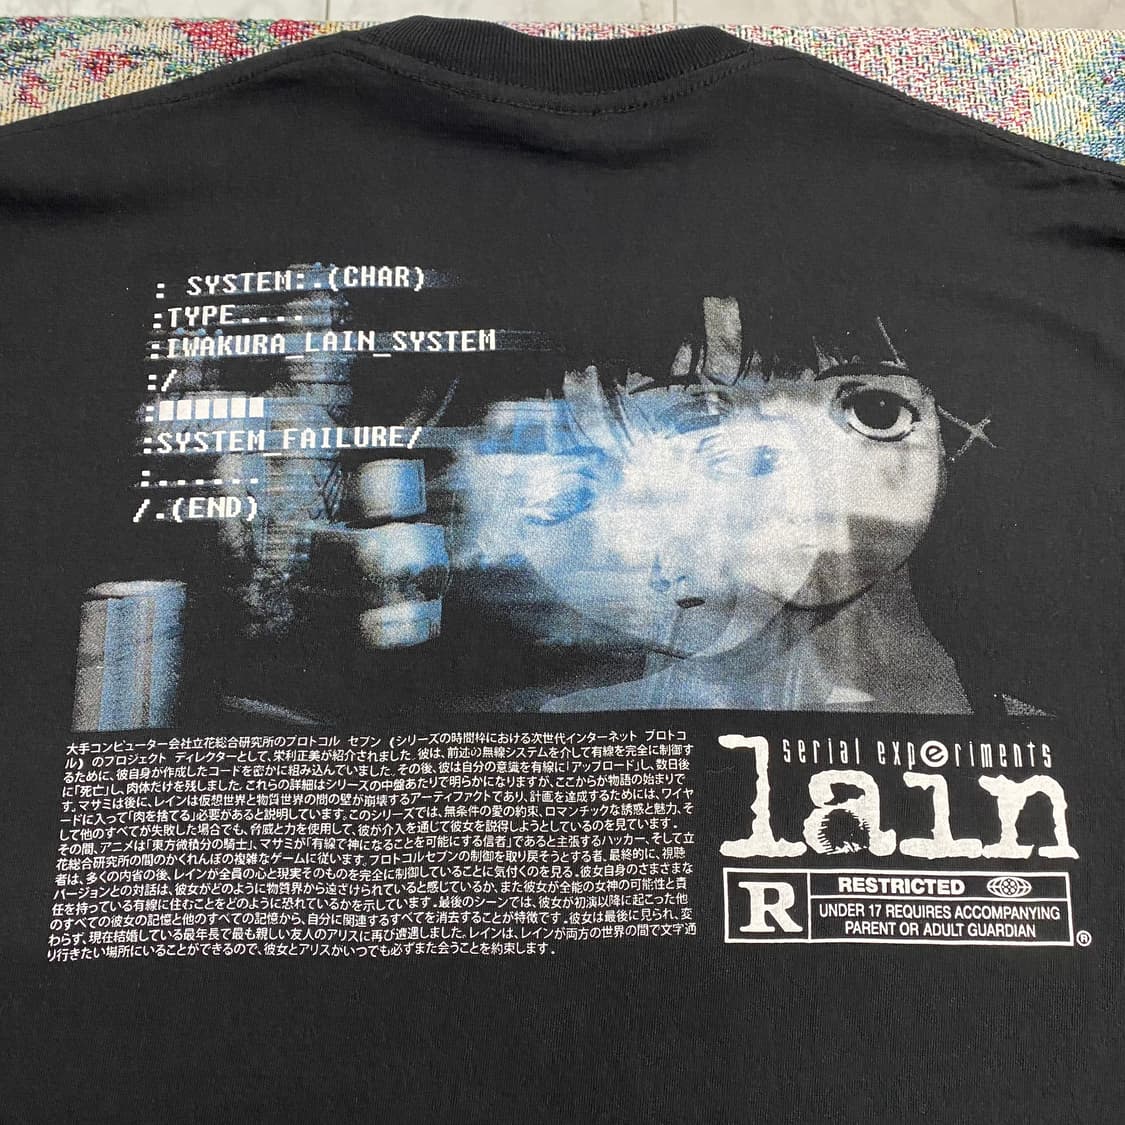 : SYSTEM:.(CHAR)
:TYPE....
:IWAKURA_LAIN_SYSTEM
:/
:■■■■■■
:SYSTEM_FAILURE/
:......
/.(END)
大手コンピューター会社立花総合研究所のプロトコル セブン (シリーズの時間枠における次世代インターネット プロトコ
ル) のプロジェクト ディレクターとして、栄利正美が紹介されました。彼は、前述の無線システムを介して有線を完全に制御す
るために、彼自身が作成したコードを密かに組み込んでいました。その後、彼は自分の意識を有線に「アップロード」し、数日後
に「死亡」し、肉体だけを残しました。これらの詳細はシリーズの中盤あたりで明らかになりますが、ここからが物語の始まりで
す。マサミは後に、レインは仮想世界と物質世界の間の壁が崩壊するアーティファクトであり、計画を達成するためには、ワイヤ
ードに入って「肉を捨てる」必要があると説明しています。このシリーズでは、無条件の愛の約束、ロマンチックな誘惑と魅力、そ
して他のすべてが失敗した場合でも、脅威と力を使用して、彼が介入を通じて彼女を説得しようとしているのを見ています。
その間、アニメは「東方微積分の騎士」、マサミが「有線で神になることを可能にする信者」であると主張するハッカー、そして立
花総合研究所の間のかくれんぼの複雑なゲームに従います。プロトコルセブンの制御を取り戻そうとする者。最終的に、視聴
者は、多くの内省の後、レインが全員の心と現実そのものを完全に制御していることに気付くのを見る。彼女自身のさまざまな
バージョンとの対話は、彼女がどのように物質界から遠ざけられていると感じているか、また彼女が全能の女神の可能性と責
任を持っている有線に住むことをどのように恐れているかを示しています。最後のシーンでは、彼女が初演以降に起こった他
のすべての彼女の記憶と他のすべての記憶から、自分に関連するすべてを消去することが特徴です。彼女は最後に見られ、変
わらず、現在結婚している最年長で最も親しい友人のアリスに再び遭遇しました。レインは、レインが両方の世界の間で文字通
り行きたい場所にいることができるので、彼女とアリスがいつでも必ずまた会うことを約束します.
serial experiments
lain
R
RESTRICTED
UNDER 17 REQUIRES ACCOMPANYING
PARENT OR ADULT GUARDIAN
®